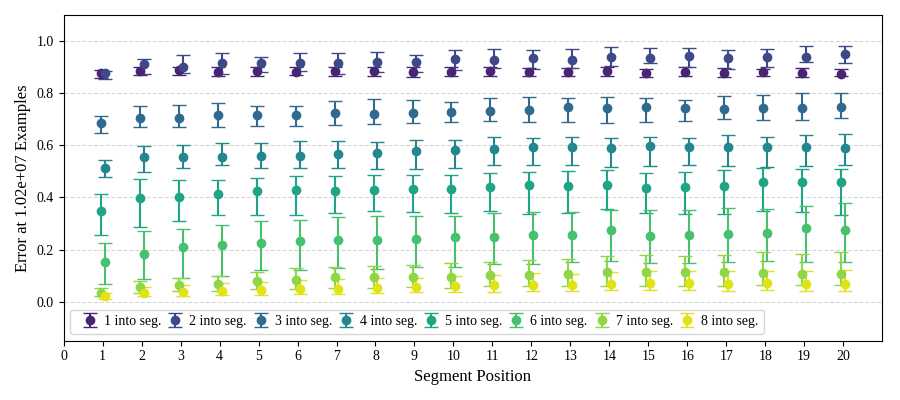 Error at 1.02e+07 Examples
1.0
0.8
0.6
0.4
0.2
0.0
1 into seg. 2 into seg. 3 into seg. 4 into seg. 5 into seg. 6 into seg. 7 into seg. 8 into seg.
0 1 2 3 4 5 6 7 8 9 10 11 12 13 14 15 16 17 18 19 20
Segment Position